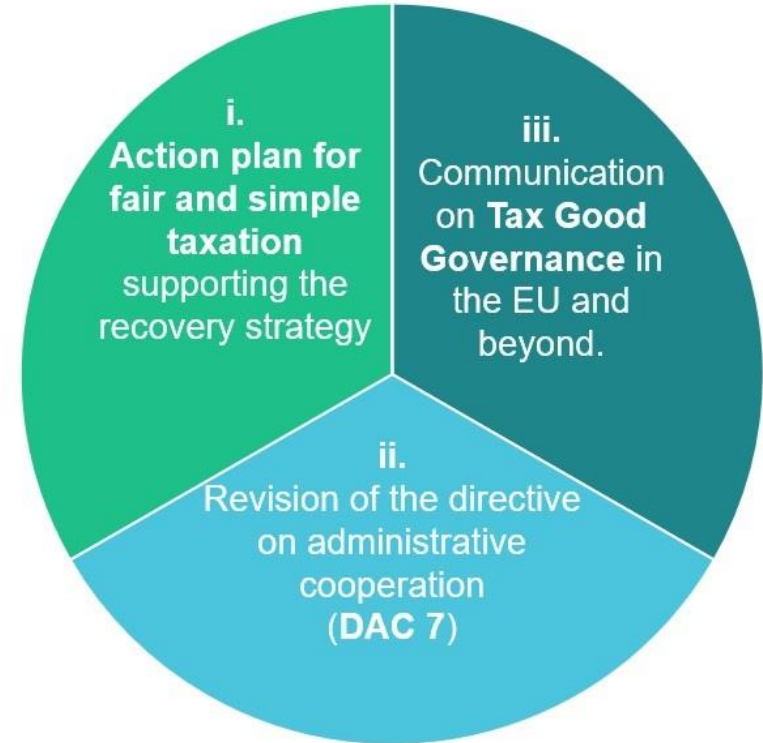 i.
Action plan for
fair and simple
taxation
supporting the
recovery strategy
iii.
Communication
on Tax Good
Governance in
the EU and
beyond.
ii.
Revision of the directive
on administrative
cooperation
(DAC 7)